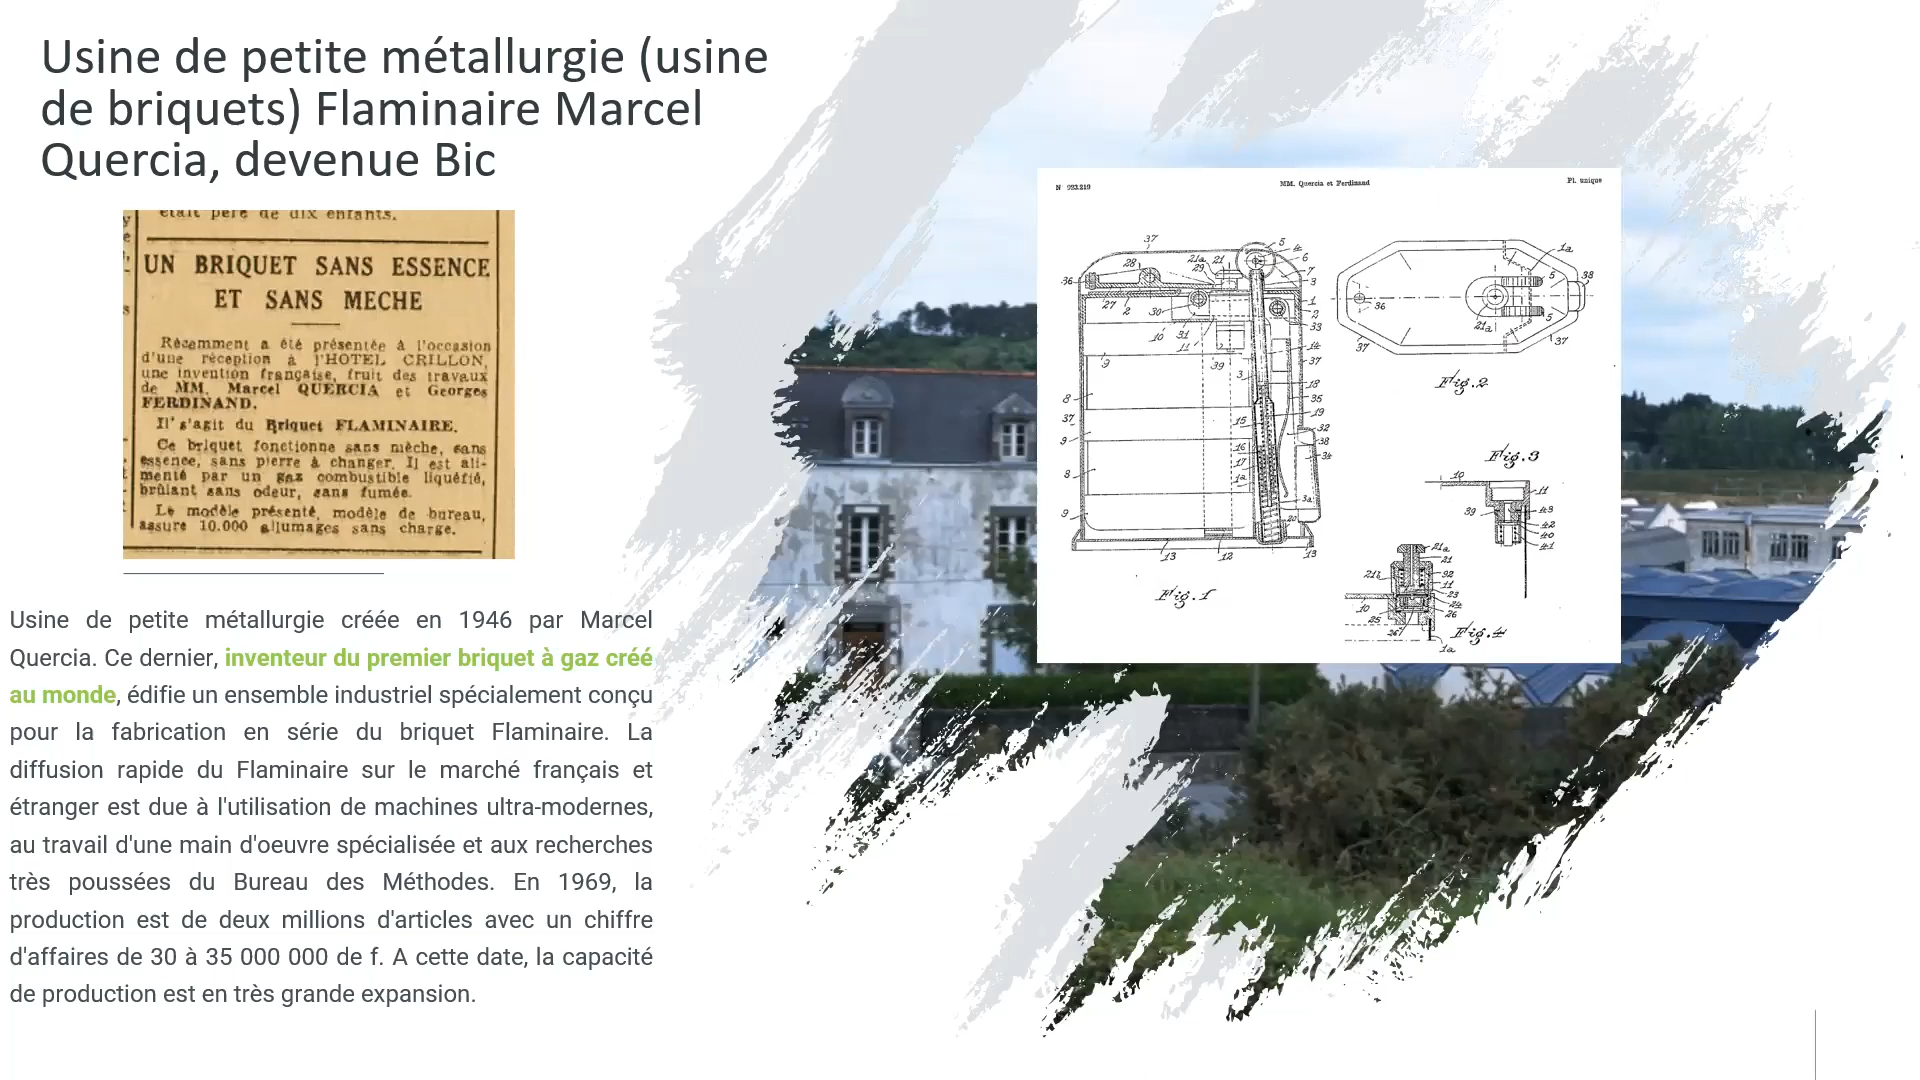 Usine de petite métallurgie (usine
de briquets) Flaminaire Marcel
Quercia, devenue Bic
était père de dix enfants.
UN BRIQUET SANS ESSENCE
ET SANS MECHE
Récemment a été présentée à l'occasion
d'une réception à l'HOTEL CRILLON,
une invention française, fruit des travaux
de MM. Marcel QUERCIA et Georges
FERDINAND.
Il s'agit du Briquet FLAMINAIRE.
Ce briquet fonctionne sans mèche, sans
essence, sans pierre à changer. Il est ali-
menté par un gaz combustible liquéfié,
brûlant sans odeur, sans fumée.
Le modèle présenté, modèle de bureau,
assure 10.000 allumages sans charge.
Usine de petite métallurgie créée en 1946 par Marcel
Quercia. Ce dernier, inventeur du premier briquet à gaz créé
au monde, édifie un ensemble industriel spécialement conçu
pour la fabrication en série du briquet Flaminaire. La
diffusion rapide du Flaminaire sur le marché français et
étranger est due à l'utilisation de machines ultra-modernes,
au travail d'une main d'oeuvre spécialisée et aux recherches
très poussées du Bureau des Méthodes. En 1969, la
production est de deux millions d'articles avec un chiffre
d'affaires de 30 à 35 000 000 de f. A cette date, la capacité
de production est en très grande expansion.
N 993.219
MM. Quercia et Ferdinand
Pl. unique
Fig.1
Fig.2
Fig.3
Fig.4